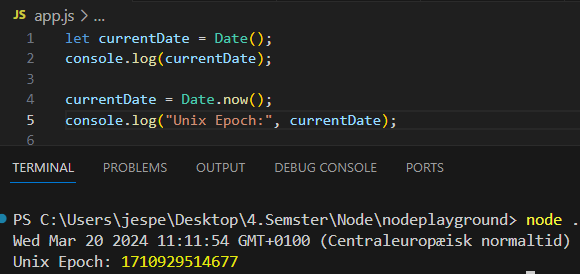 JS app.js > ...
1 let currentDate = Date();
2 console.log(currentDate);
3
4 currentDate = Date.now();
5 console.log("Unix Epoch:", currentDate);
6
TERMINAL PROBLEMS OUTPUT DEBUG CONSOLE PORTS
PS C:\Users\jespe\Desktop\4.Semster\Node\nodeplayground> node .
Wed Mar 20 2024 11:11:54 GMT+0100 (Centraleuropæisk normaltid)
Unix Epoch: 1710929514677